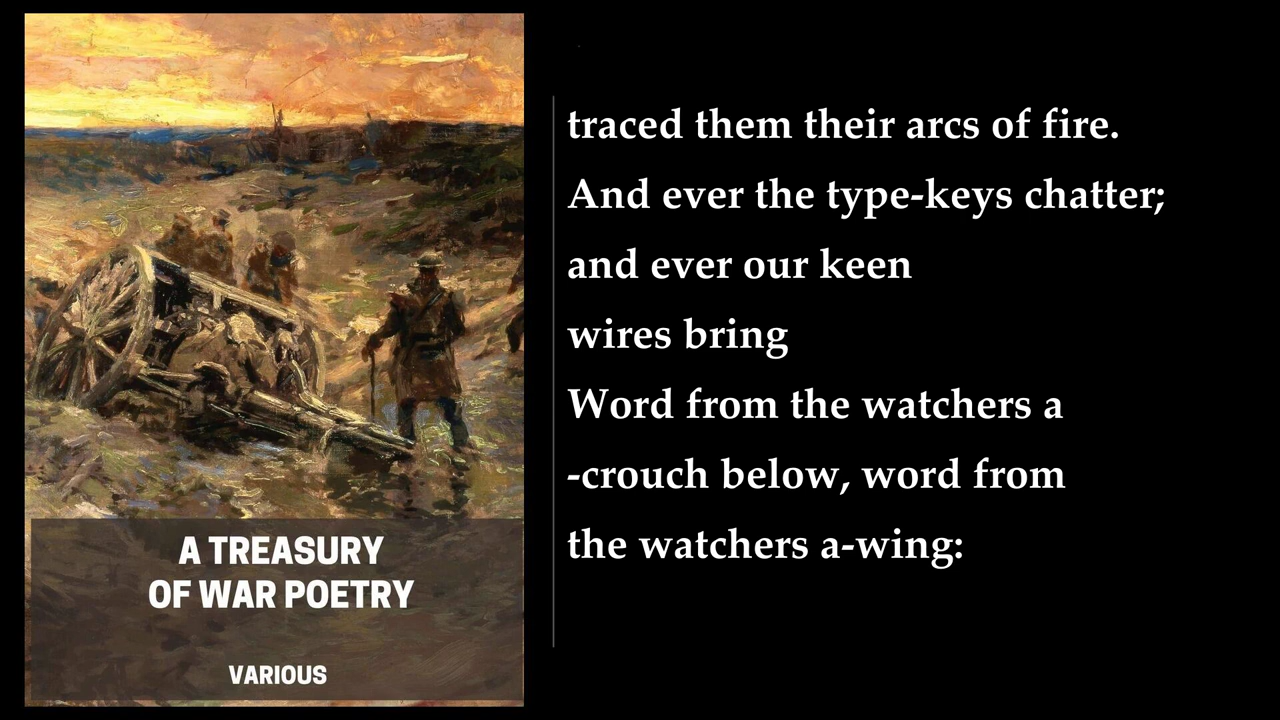 A TREASURY
OF WAR POETRY
VARIOUS
traced them their arcs of fire.
And ever the type-keys chatter;
and ever our keen
wires bring
Word from the watchers a
-crouch below, word from
the watchers a-wing: